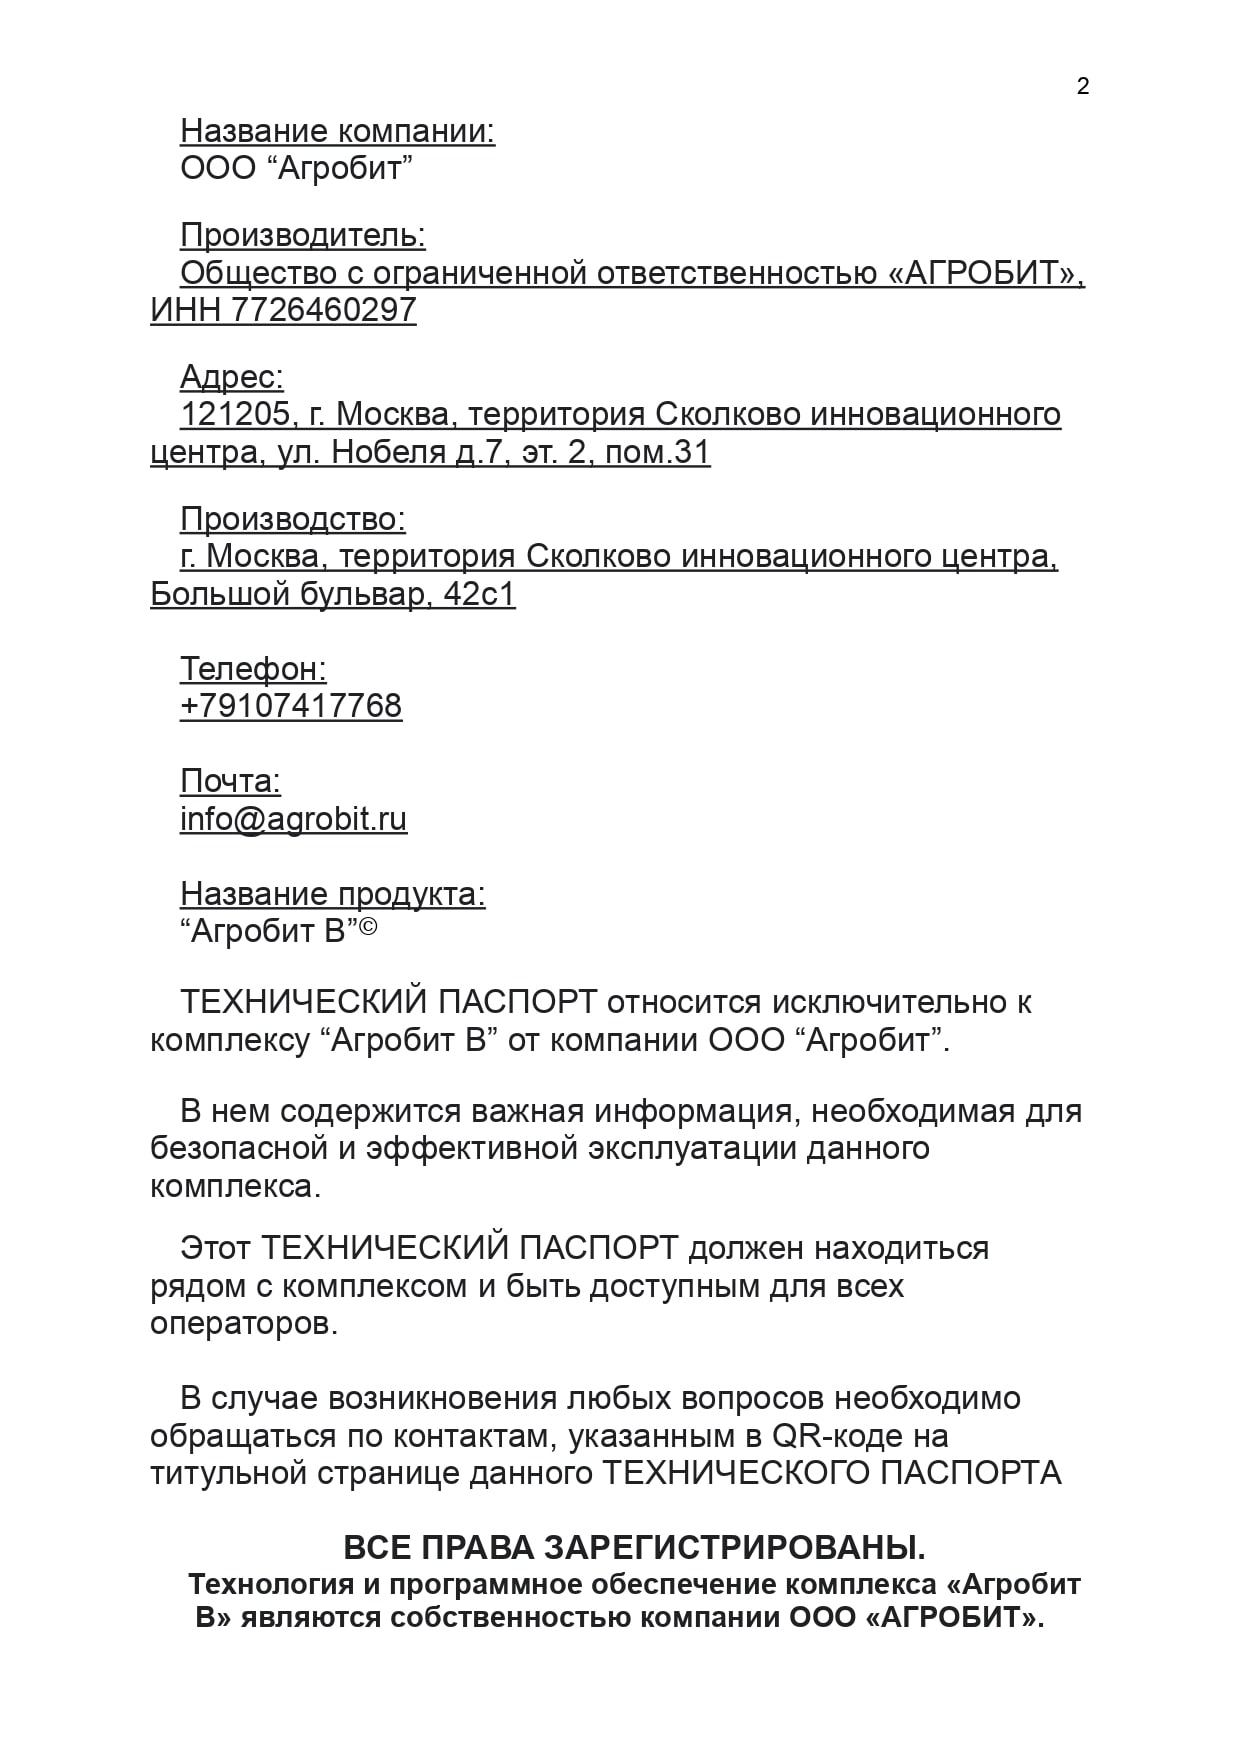 2
Название компании:
ООО “Агробит”
Производитель:
Общество с ограниченной ответственностью «АГРОБИТ»,
ИНН 7726460297
Адрес:
121205, г. Москва, территория Сколково инновационного
центра, ул. Нобеля д.7, эт. 2, пом.31
Производство:
г. Москва, территория Сколково инновационного центра,
Большой бульвар, 42с1
Телефон:
+79107417768
Почта:
info@agrobit.ru
Название продукта:
“Агробит В”©
ТЕХНИЧЕСКИЙ ПАСПОРТ относится исключительно к
комплексу “Агробит В” от компании ООО “Агробит”.
В нем содержится важная информация, необходимая для
безопасной и эффективной эксплуатации данного
комплекса.
Этот ТЕХНИЧЕСКИЙ ПАСПОРТ должен находиться
рядом с комплексом и быть доступным для всех
операторов.
В случае возникновения любых вопросов необходимо
обращаться по контактам, указанным в QR-коде на
титульной странице данного ТЕХНИЧЕСКОГО ПАСПОРТА
ВСЕ ПРАВА ЗАРЕГИСТРИРОВАНЫ.
Технология и программное обеспечение комплекса «Агробит
В» являются собственностью компании ООО «АГРОБИТ».